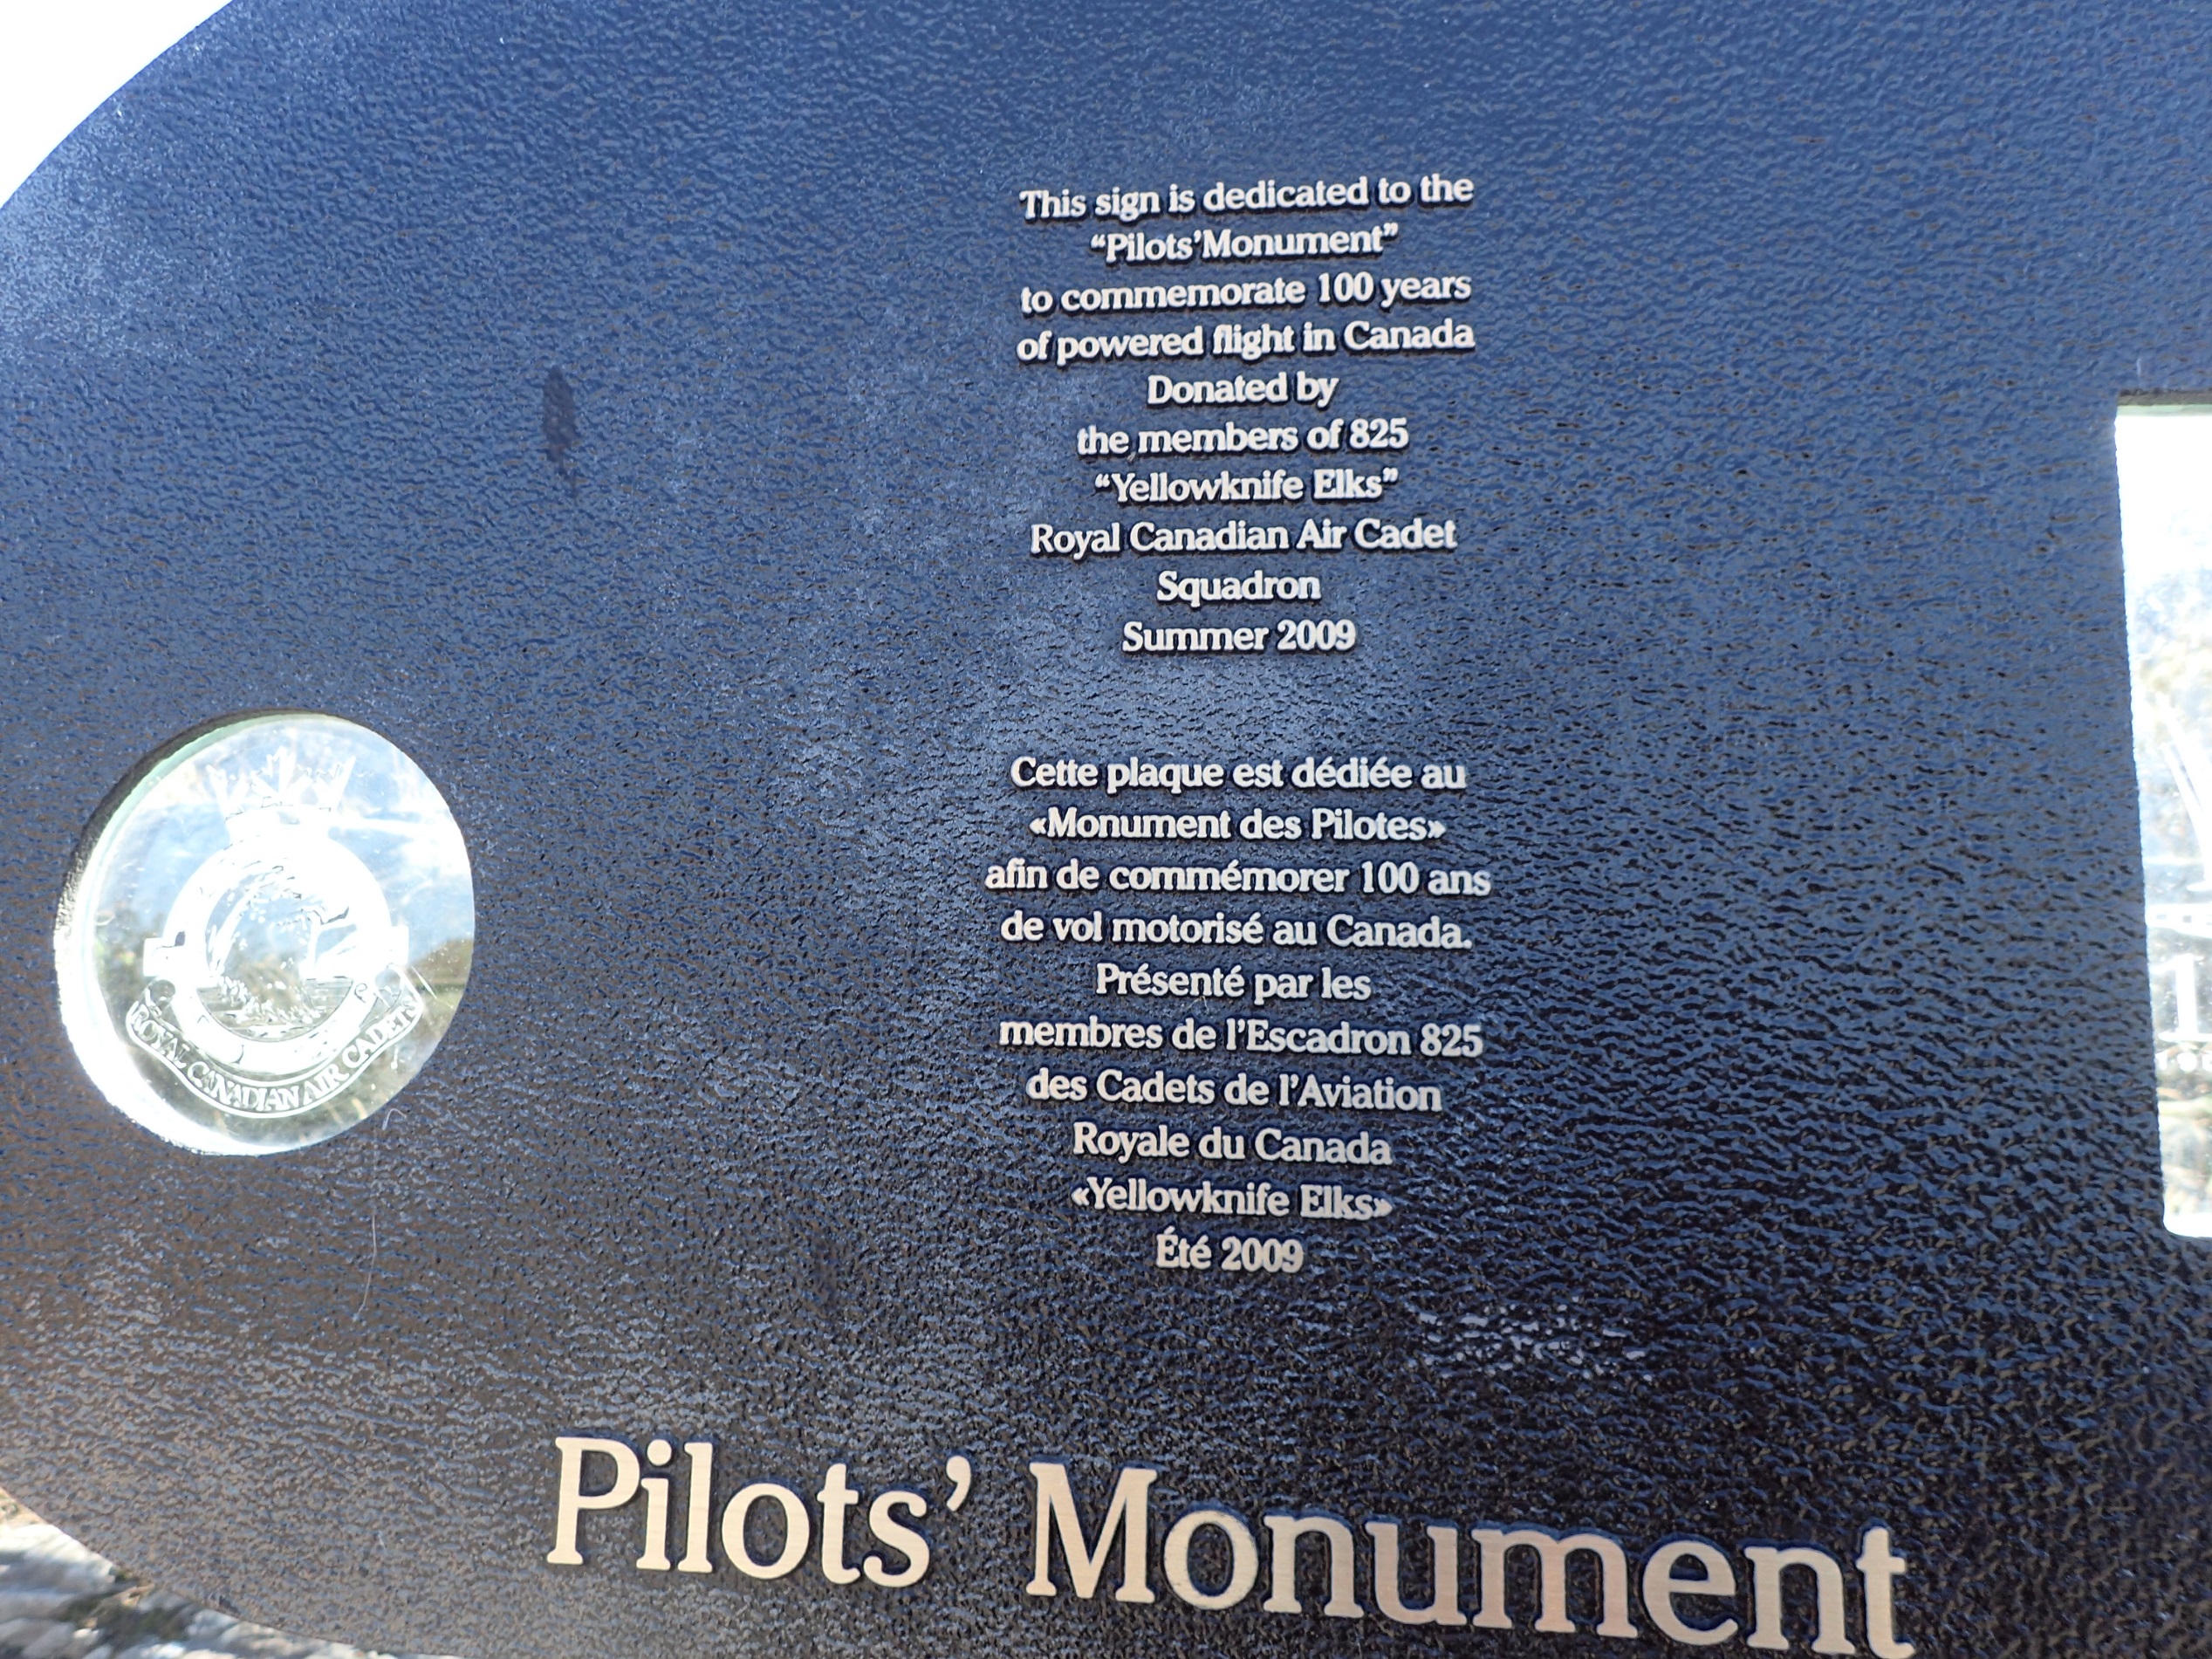 This sign is dedicated to the
“Pilots’Monument”
to commemorate 100 years
of powered flight in Canada
Donated by
the members of 825
“Yellowknife Elks”
Royal Canadian Air Cadet
Squadron
Summer 2009
Cette plaque est dédiée au
«Monument des Pilotes»
afin de commémorer 100 ans
de vol motorisé au Canada.
Présenté par les
membres de l’Escadron 825
des Cadets de l’Aviation
Royale du Canada
«Yellowknife Elks»
Été 2009
ROYAL CANADIAN AIR CADETS
Pilots’ Monument